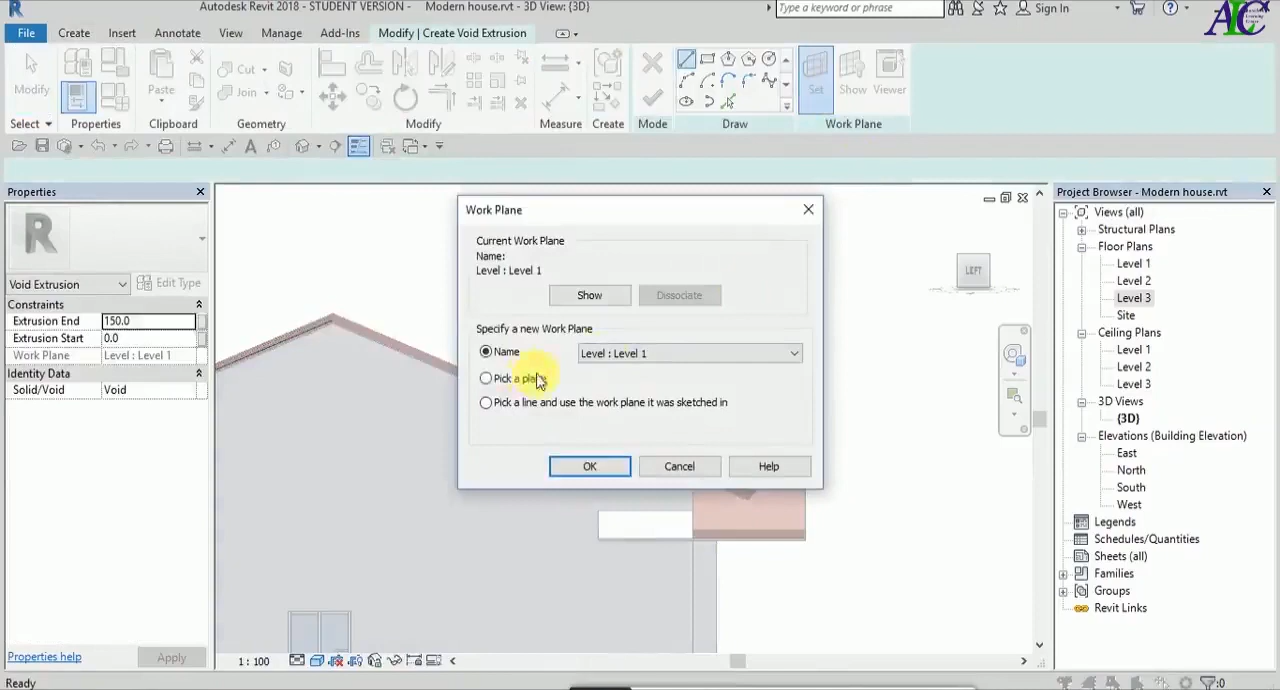 Autodesk Revit 2018 - STUDENT VERSION - Modern house.rvt - 3D View: {3D}
Type a keyword or phrase
Sign In
ALC
File Create Insert Annotate View Manage Add-Ins Modify | Create Void Extrusion
Modify
Paste
Cut
Join
Set Show Viewer
Select Properties Clipboard Geometry Modify Measure Create Mode Draw Work Plane
Properties
Void Extrusion
Edit Type
Constraints
Extrusion End 150.0
Extrusion Start 0.0
Work Plane Level : Level 1
Identity Data
Solid/Void Void
Properties help
Apply
LEFT
Work Plane
Current Work Plane
Name:
Level : Level 1
Show
Dissociate
Specify a new Work Plane
Name
Level : Level 1
Pick a plane
Pick a line and use the work plane it was sketched in
OK
Cancel
Help
1 : 100
Project Browser - Modern house.rvt
Views (all)
Structural Plans
Floor Plans
Level 1
Level 2
Level 3
Site
Ceiling Plans
Level 1
Level 2
Level 3
3D Views
(3D)
Elevations (Building Elevation)
East
North
South
West
Legends
Schedules/Quantities
Sheets (all)
Families
Groups
Revit Links
Ready
:0